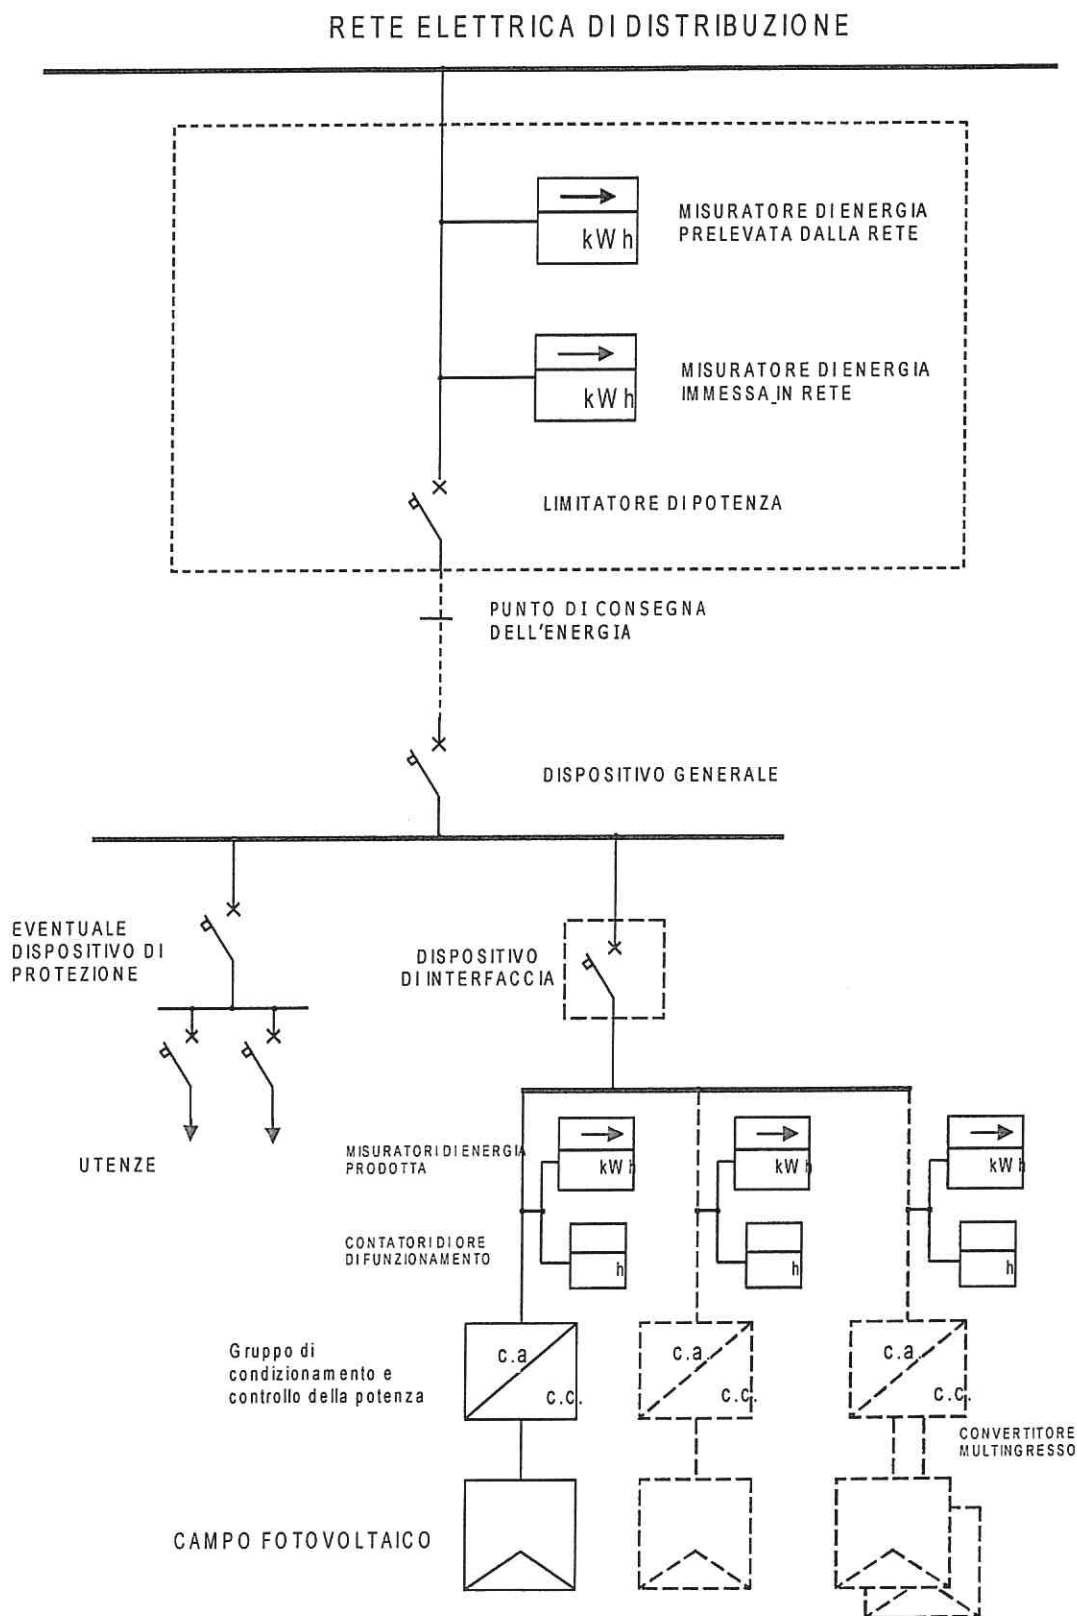 RETE ELETTRICA DI DISTRIBUZIONE
MISURATORE DI ENERGIA
PRELEVATA DALLA RETE
kWh
MISURATORE DI ENERGIA
IMMESSA IN RETE
kWh
LIMITATORE DI POTENZA
PUNTO DI CONSEGNA
DELL'ENERGIA
DISPOSITIVO GENERALE
EVENTUALE
DISPOSITIVO DI
PROTEZIONE
DISPOSITIVO
DI INTERFACCIA
UTENZE
MISURATORI DI ENERGIA
PRODOTTA
kWh
kWh
kWh
CONTATORI DI ORE
DI FUNZIONAMENTO
h
h
h
Gruppo di
condizionamento e
controllo della potenza
c.a.
c.c.
c.a.
c.c.
c.a.
c.c.
CONVERTITORE
MULTINGRESSO
CAMPO FOTOVOLTAICO